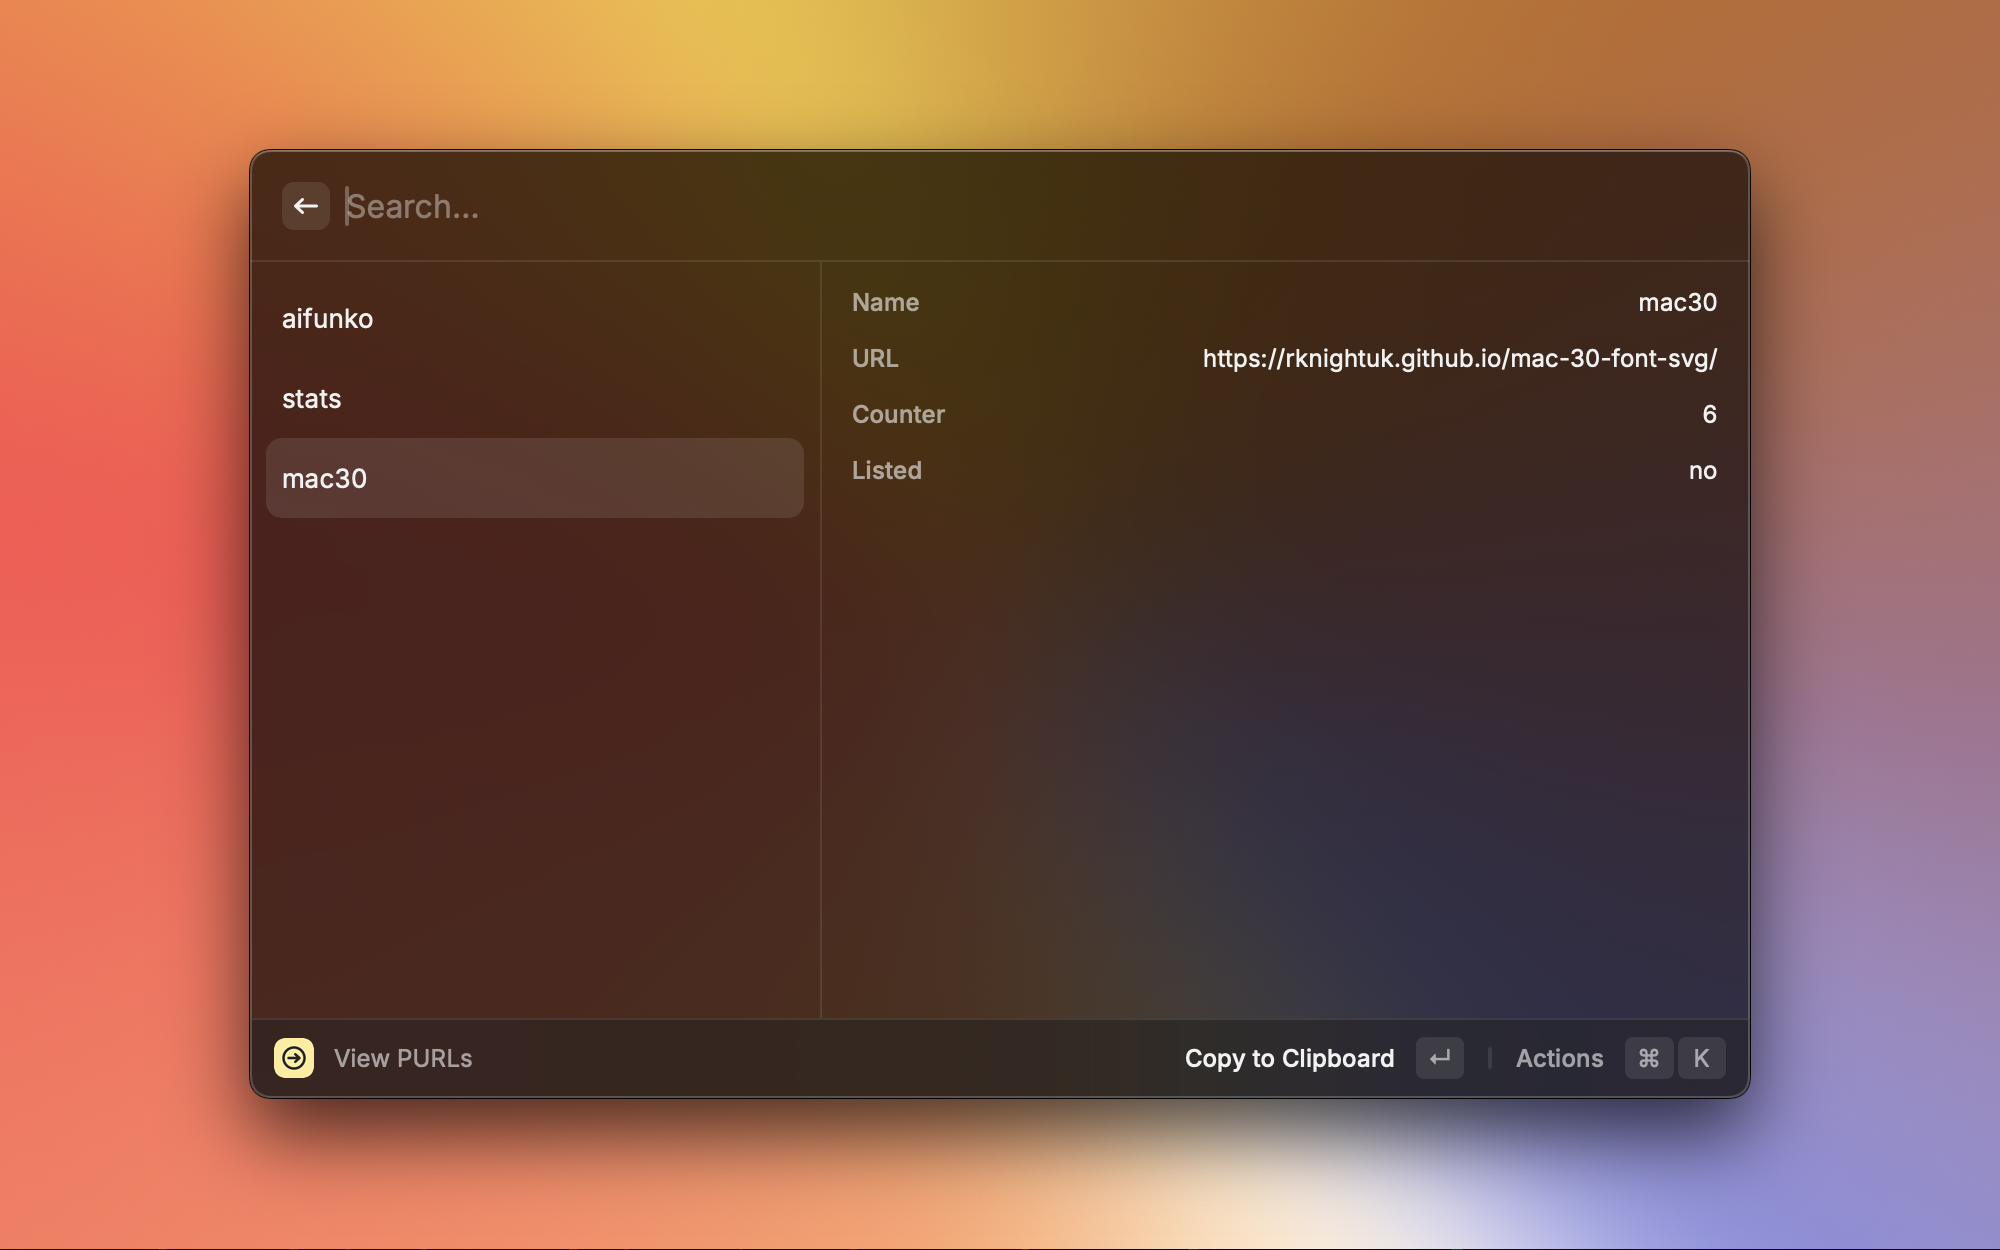 Search...
aifunko
stats
mac30
Name mac30
URL https://rknightuk.github.io/mac-30-font-svg/
Counter 6
Listed no
View PURLs Copy to Clipboard ↵ | Actions ⌘ K